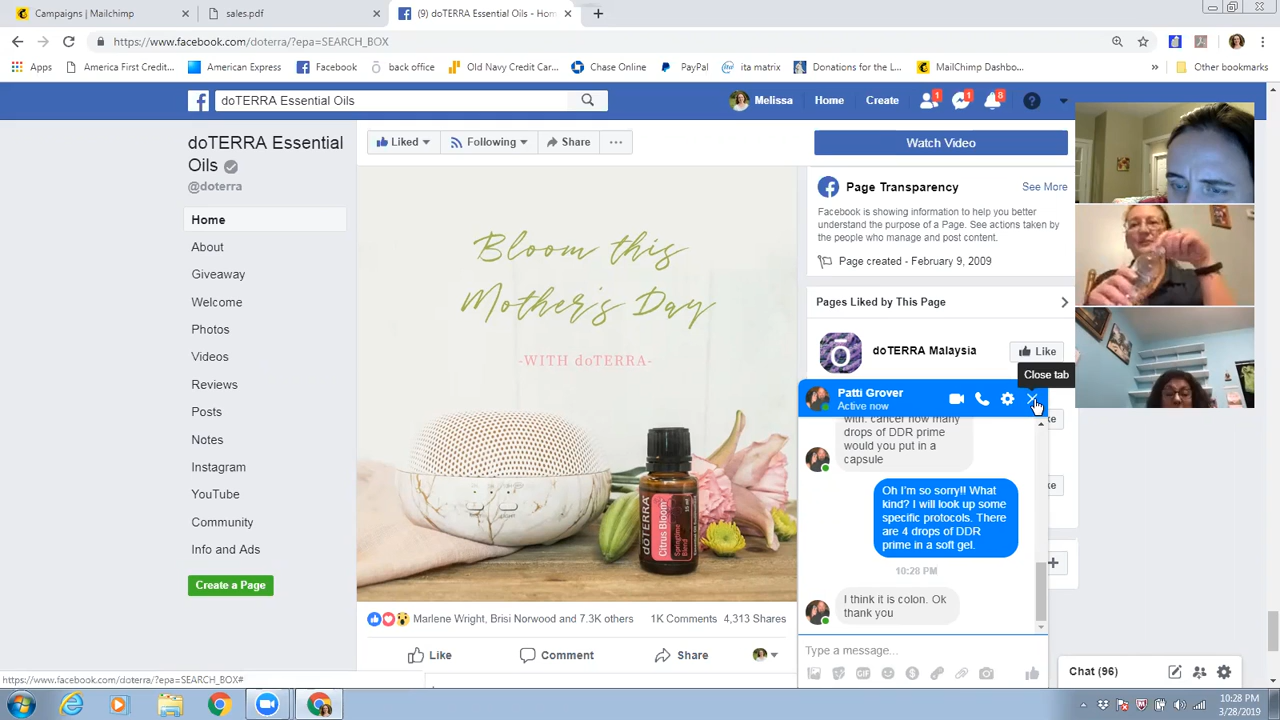 Campaigns | Mailchimp
sales.pdf
(9) doTERRA Essential Oils - Hom
https://www.facebook.com/doterra/?epa=SEARCH_BOX
Apps
America First Credit...
American Express
Facebook
back office
Old Navy Credit Car...
Chase Online
PayPal
ita matrix
Donations for the L...
MailChimp Dashbo...
»
Other bookmarks
doTERRA Essential Oils
Melissa
Home
Create
1
1
8
doTERRA Essential
Oils
@doterra
Home
About
Giveaway
Welcome
Photos
Videos
Reviews
Posts
Notes
Instagram
YouTube
Community
Info and Ads
Create a Page
Liked
Following
Share
...
Watch Video
Bloom this
Mother's Day
-WITH doTERRA-
dōTERRA
Citrus Bloom
Springtime
Blend
Marlene Wright, Brisi Norwood and 7.3K others
1K Comments
4,313 Shares
Like
Comment
Share
Page Transparency
See More
Facebook is showing information to help you better
understand the purpose of a Page. See actions taken by
the people who manage and post content.
Page created - February 9, 2009
Pages Liked by This Page
doTERRA Malaysia
Like
Close tab
Patti Grover
Active now
with. cancer how many
drops of DDR prime
would you put in a
capsule
Oh I'm so sorry!! What
kind? I will look up some
specific protocols. There
are 4 drops of DDR
prime in a soft gel.
10:28 PM
I think it is colon. Ok
thank you
Type a message...
Chat (96)
https://www.facebook.com/doterra/?epa=SEARCH_BOX#
10:28 PM
3/28/2019